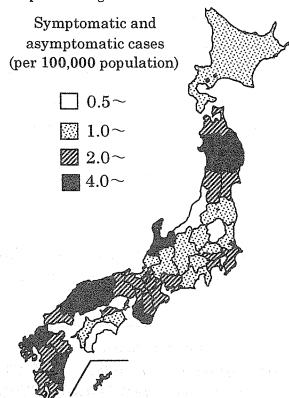 Symptomatic and
asymptomatic cases
(per 100,000 population)
0.5~
1.0~
2.0~
4.0~